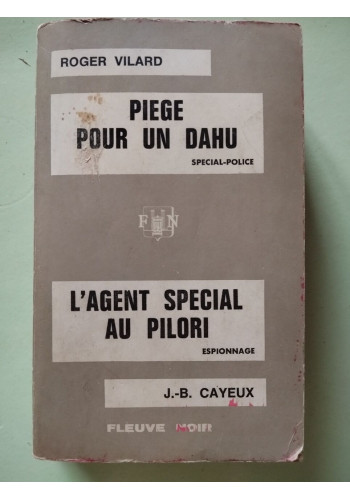 ROGER VILARD
PIEGE
POUR UN DAHU
SPECIAL-POLICE
F N
L'AGENT SPECIAL
AU PILORI
ESPIONNAGE
J.-B. CAYEUX
FLEUVE NOIR